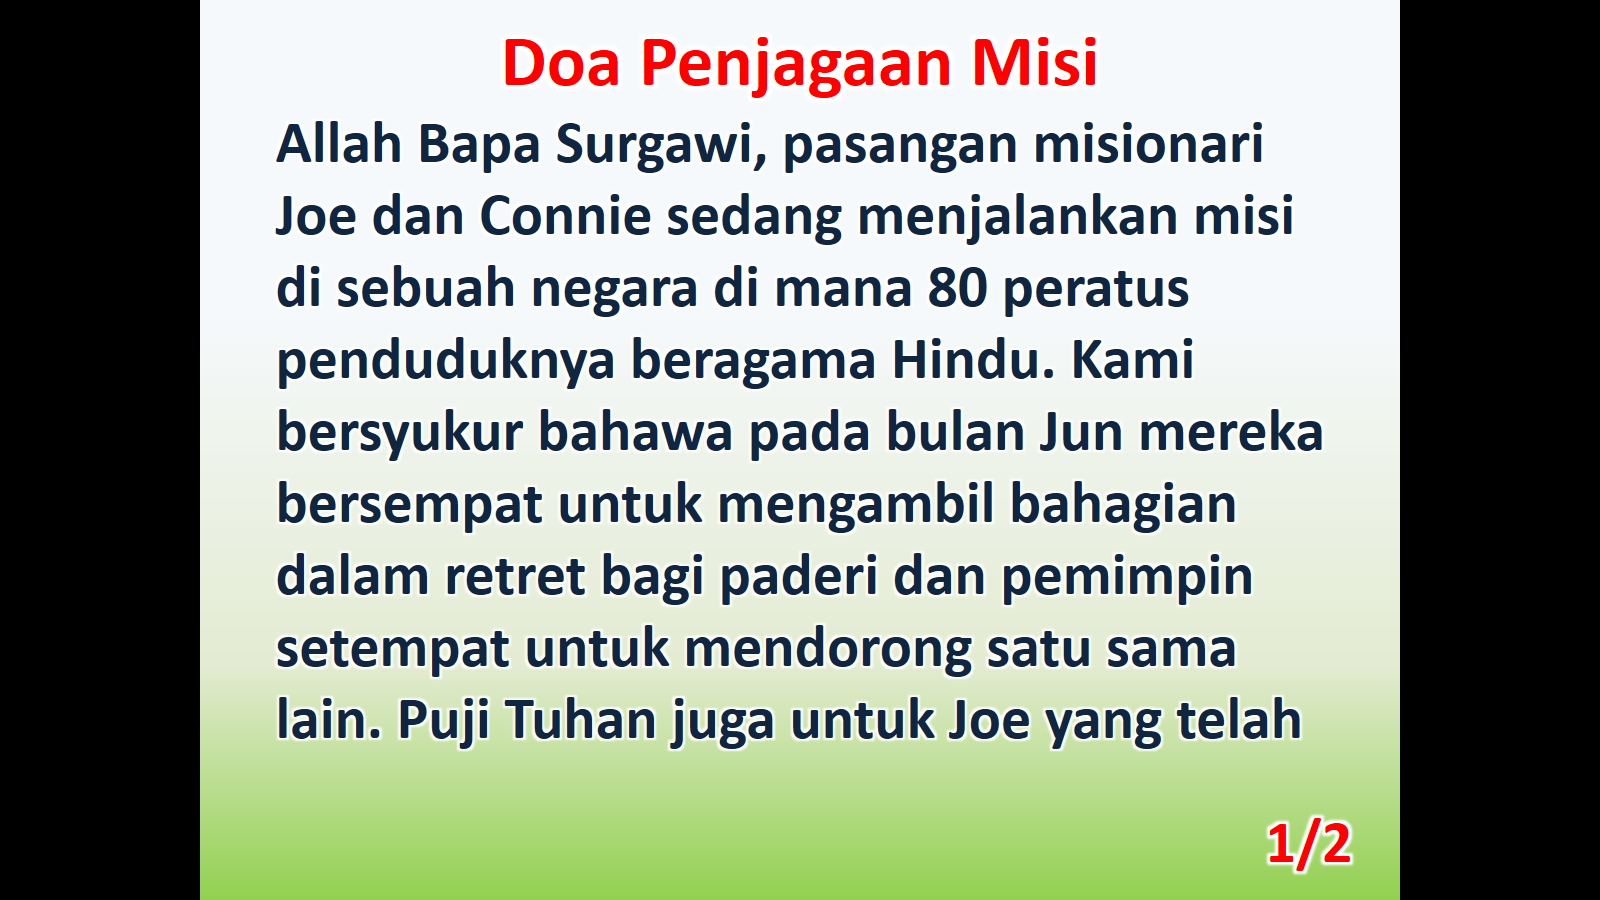 Doa Penjagaan Misi
Allah Bapa Surgawi, pasangan misionari
Joe dan Connie sedang menjalankan misi
di sebuah negara di mana 80 peratus
penduduknya beragama Hindu. Kami
bersyukur bahawa pada bulan Jun mereka
bersempat untuk mengambil bahagian
dalam retret bagi paderi dan pemimpin
setempat untuk mendorong satu sama
lain. Puji Tuhan juga untuk Joe yang telah
1/2